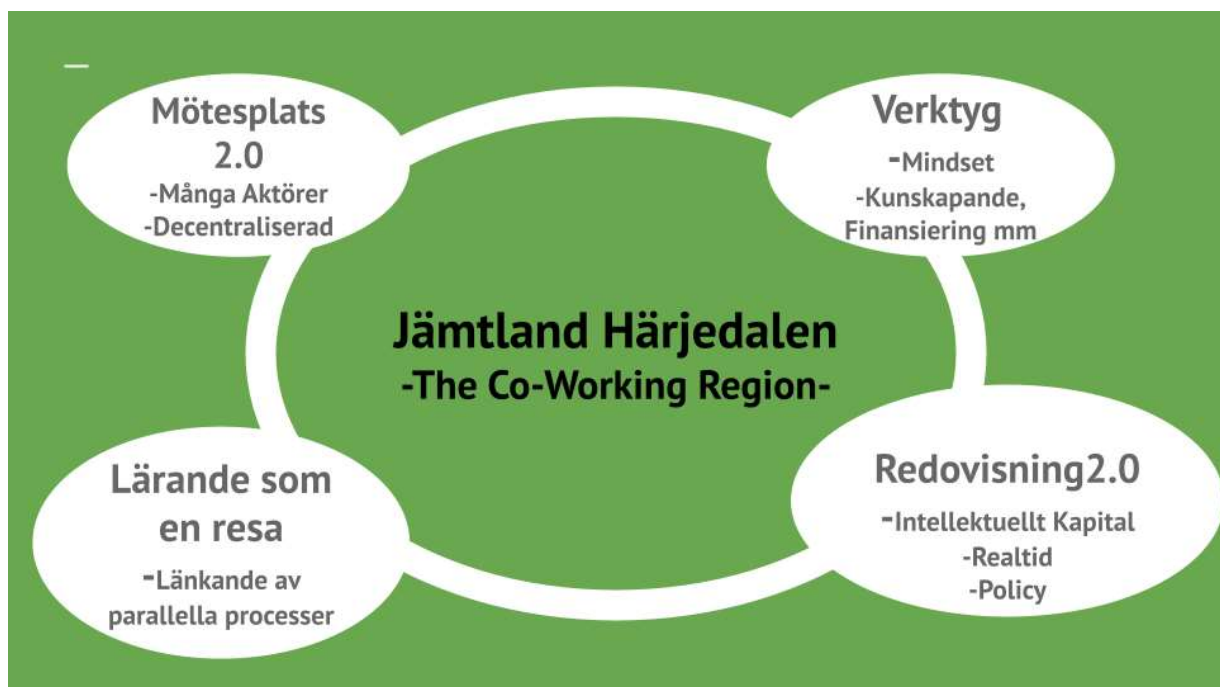 Mötesplats
2.0
-Många Aktörer
-Decentraliserad
Verktyg
-Mindset
-Kunskapande,
Finansiering mm
Jämtland Härjedalen
-The Co-Working Region-
Lärande som
en resa
-Länkande av
parallella processer
Redovisning2.0
-Intellektuellt Kapital
-Realtid
-Policy